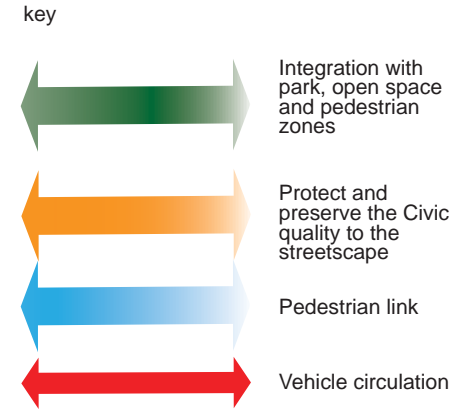 key
Integration with
park, open space
and pedestrian
zones
Protect and
preserve the Civic
quality to the
streetscape
Pedestrian link
Vehicle circulation